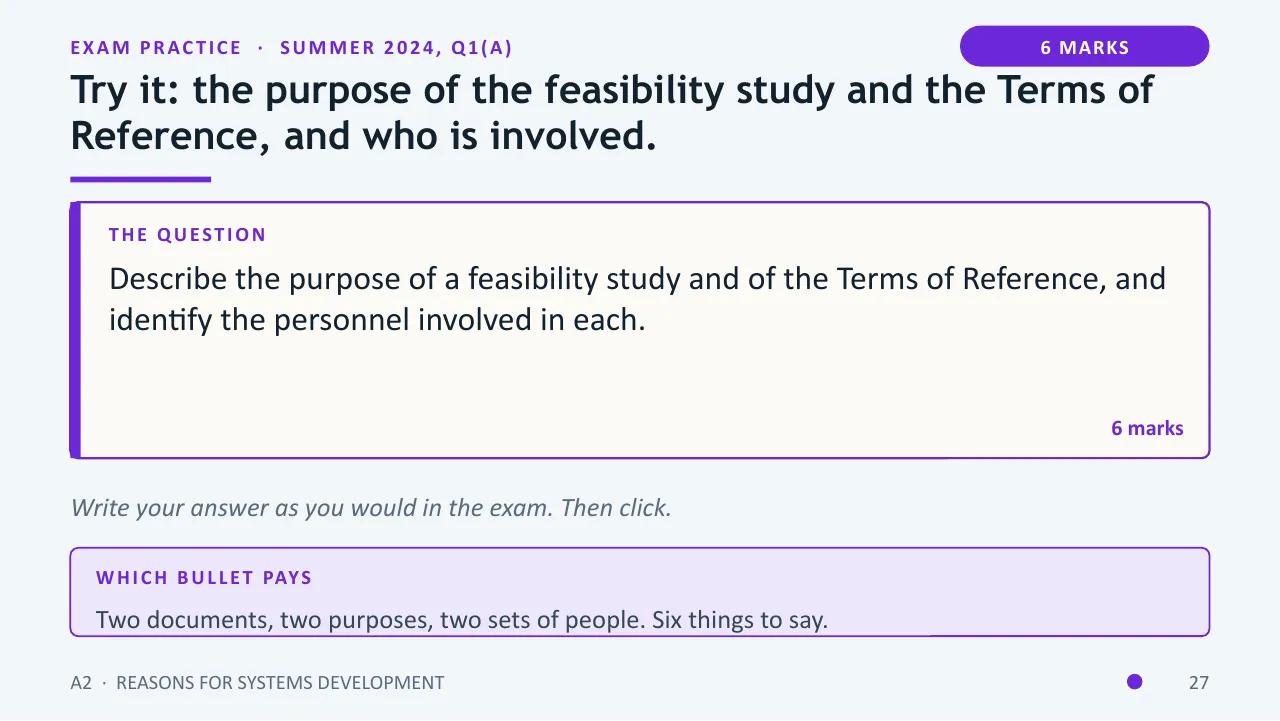 EXAM PRACTICE · SUMMER 2024, Q1(A)
6 MARKS
Try it: the purpose of the feasibility study and the Terms of
Reference, and who is involved.
THE QUESTION
Describe the purpose of a feasibility study and of the Terms of Reference, and
identify the personnel involved in each.
6 marks
Write your answer as you would in the exam. Then click.
WHICH BULLET PAYS
Two documents, two purposes, two sets of people. Six things to say.
A2 · REASONS FOR SYSTEMS DEVELOPMENT
27